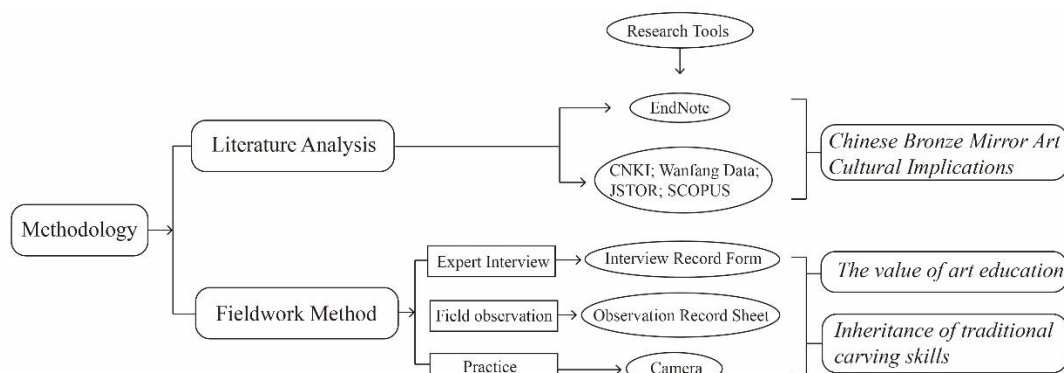 Research Tools
EndNote
Literature Analysis
CNKI; Wanfang Data;
JSTOR; SCOPUS
Chinese Bronze Mirror Art
Cultural Implications
Methodology
Expert Interview
Interview Record Form
The value of art education
Fieldwork Method
Field observation
Observation Record Sheet
Inheritance of traditional
carving skills
Practice
Camera